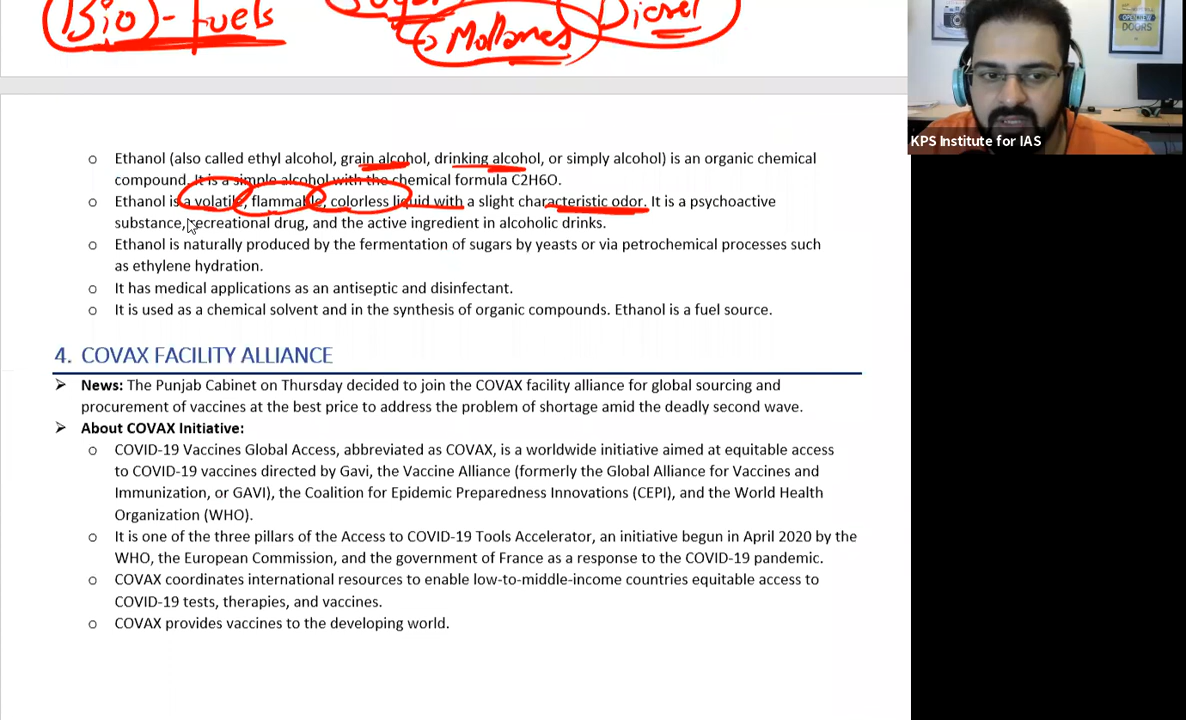 Bio - fuels
Mollases
Diesel
OPEN NEW
DOORS
KPS Institute for IAS
o Ethanol (also called ethyl alcohol, grain alcohol, drinking alcohol, or simply alcohol) is an organic chemical
compound. It is a simple alcohol with the chemical formula C2H6O.
o Ethanol is a volatile, flammable, colorless liquid with a slight characteristic odor. It is a psychoactive
substance, recreational drug, and the active ingredient in alcoholic drinks.
o Ethanol is naturally produced by the fermentation of sugars by yeasts or via petrochemical processes such
as ethylene hydration.
o It has medical applications as an antiseptic and disinfectant.
o It is used as a chemical solvent and in the synthesis of organic compounds. Ethanol is a fuel source.
4. COVAX FACILITY ALLIANCE
➢ News: The Punjab Cabinet on Thursday decided to join the COVAX facility alliance for global sourcing and
procurement of vaccines at the best price to address the problem of shortage amid the deadly second wave.
➢ About COVAX Initiative:
o COVID-19 Vaccines Global Access, abbreviated as COVAX, is a worldwide initiative aimed at equitable access
to COVID-19 vaccines directed by Gavi, the Vaccine Alliance (formerly the Global Alliance for Vaccines and
Immunization, or GAVI), the Coalition for Epidemic Preparedness Innovations (CEPI), and the World Health
Organization (WHO).
o It is one of the three pillars of the Access to COVID-19 Tools Accelerator, an initiative begun in April 2020 by the
WHO, the European Commission, and the government of France as a response to the COVID-19 pandemic.
o COVAX coordinates international resources to enable low-to-middle-income countries equitable access to
COVID-19 tests, therapies, and vaccines.
o COVAX provides vaccines to the developing world.